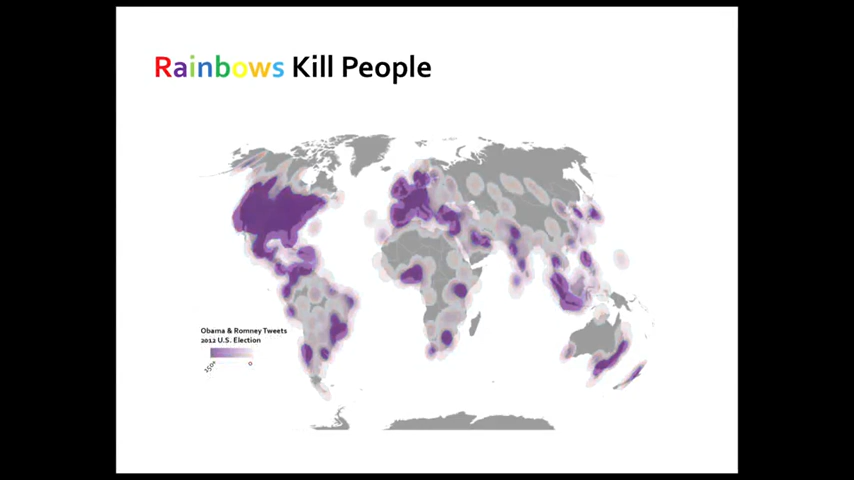 Rainbows Kill People
Obama & Romney Tweets
2012 U.S. Election
150+ 0